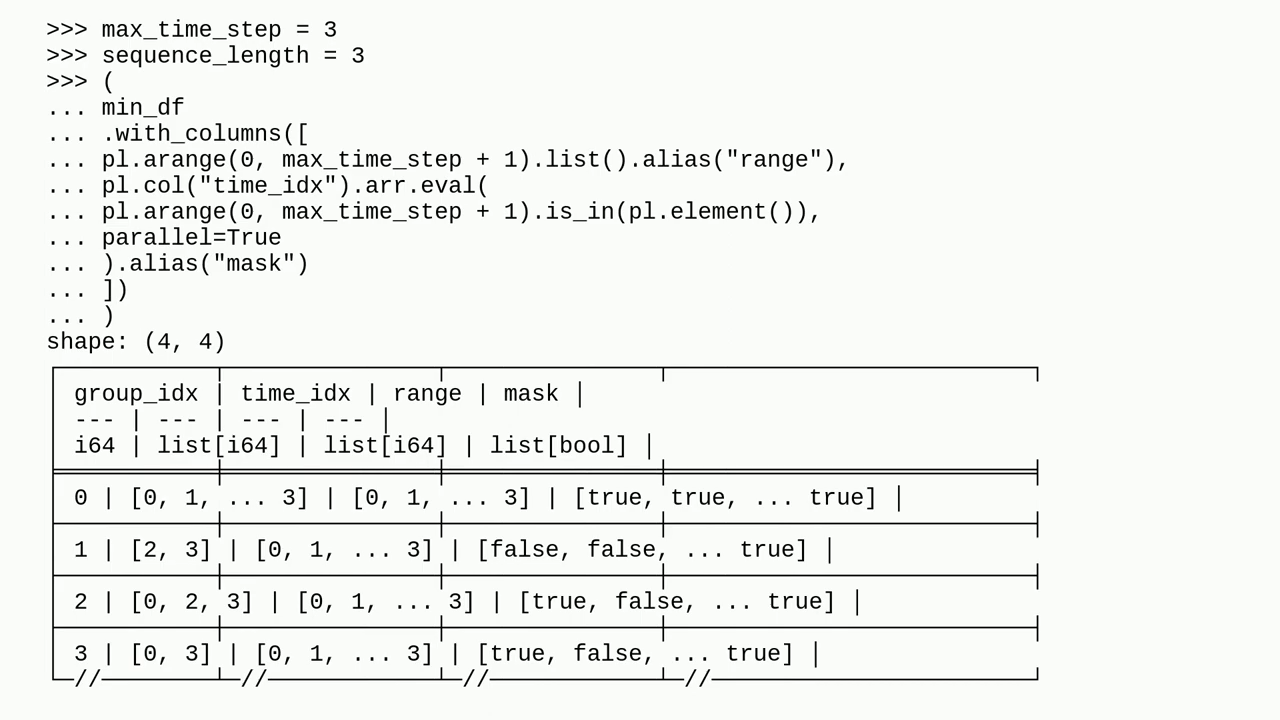 >>> max_time_step = 3
>>> sequence_length = 3
>>> (
... min_df
... .with_columns([
... pl.arange(0, max_time_step + 1).list().alias("range"),
... pl.col("time_idx").arr.eval(
... pl.arange(0, max_time_step + 1).is_in(pl.element()),
... parallel=True
... ).alias("mask")
... ])
... )
shape: (4, 4)
┌───────────┬───────────────┬───────────────┬──────────────────────────┐
│ group_idx | time_idx | range | mask │
│ --- | --- | --- | --- │
│ i64 | list[i64] | list[i64] | list[bool] │
╞═══════════╪═══════════════╪═══════════════╪══════════════════════════╡
│ 0 | [0, 1, ... 3] | [0, 1, ... 3] | [true, true, ... true] │
├───────────┼───────────────┼───────────────┼──────────────────────────┤
│ 1 | [2, 3] | [0, 1, ... 3] | [false, false, ... true] │
├───────────┼───────────────┼───────────────┼──────────────────────────┤
│ 2 | [0, 2, 3] | [0, 1, ... 3] | [true, false, ... true] │
├───────────┼───────────────┼───────────────┼──────────────────────────┤
│ 3 | [0, 3] | [0, 1, ... 3] | [true, false, ... true] │
└─//────────┴─//────────────┴─//────────────┴─//───────────────────────┘